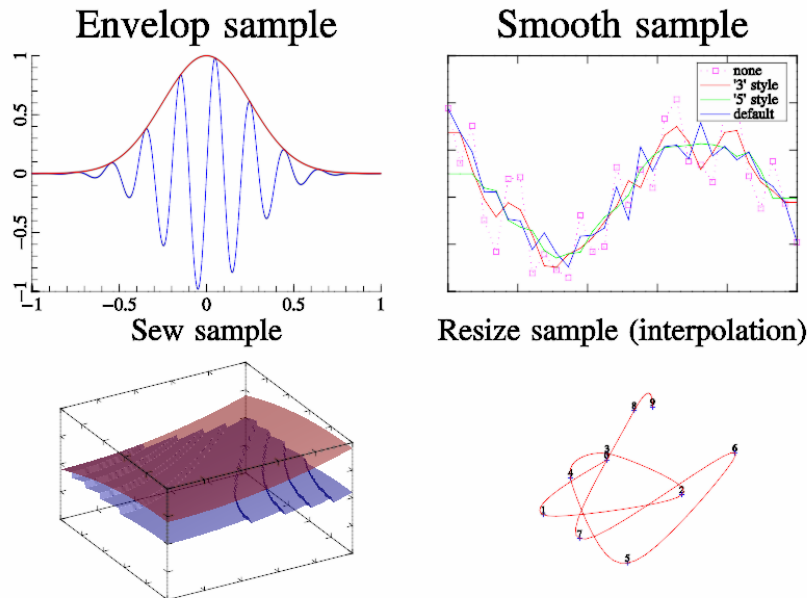 Envelop sample
1
0.5
0
−0.5
−1
−1 −0.5 0 0.5 1
Smooth sample
none
'3' style
'5' style
default
Sew sample
Resize sample (interpolation)
8 9
3
0
6
4
2
1
7
5